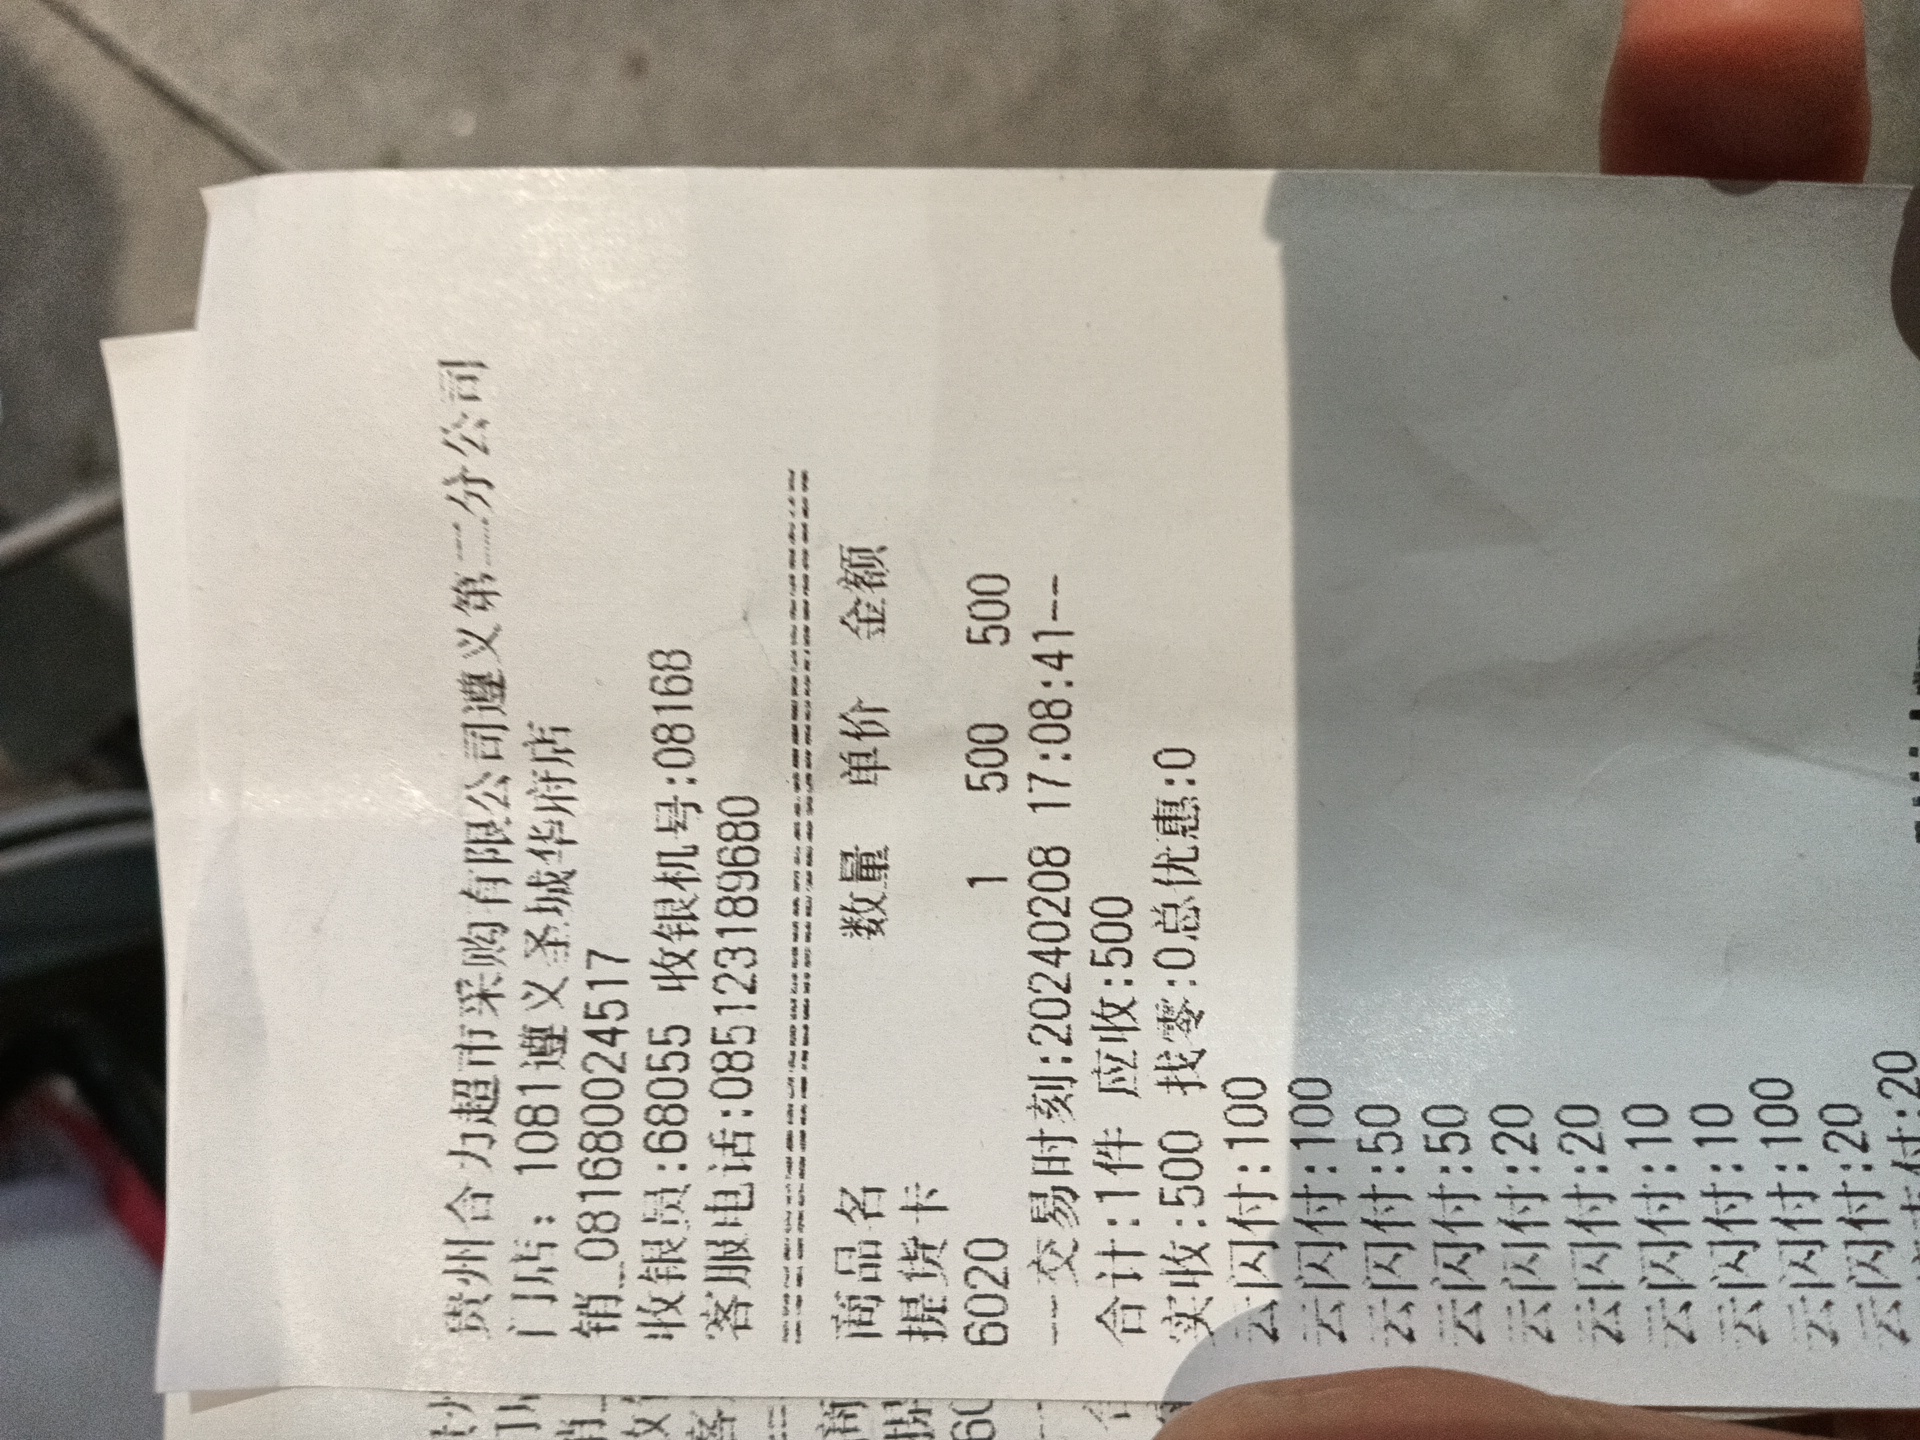 贵州合力超市采购有限公司遵义第二分公司
门店: 1081遵义圣城华府店
销_081680024517
收银员:68055 收银机号:08168
客服电话:085123189680
商品名 数量 单价 金额
提货卡
6020 1 500 500
--交易时刻:20240208 17:08:41--
合计:1件 应收:500
实收:500 找零:0总优惠:0
云闪付:100
云闪付:100
云闪付:50
云闪付:50
云闪付:20
云闪付:20
云闪付:10
云闪付:10
云闪付:100
云闪付:20
云闪付:20